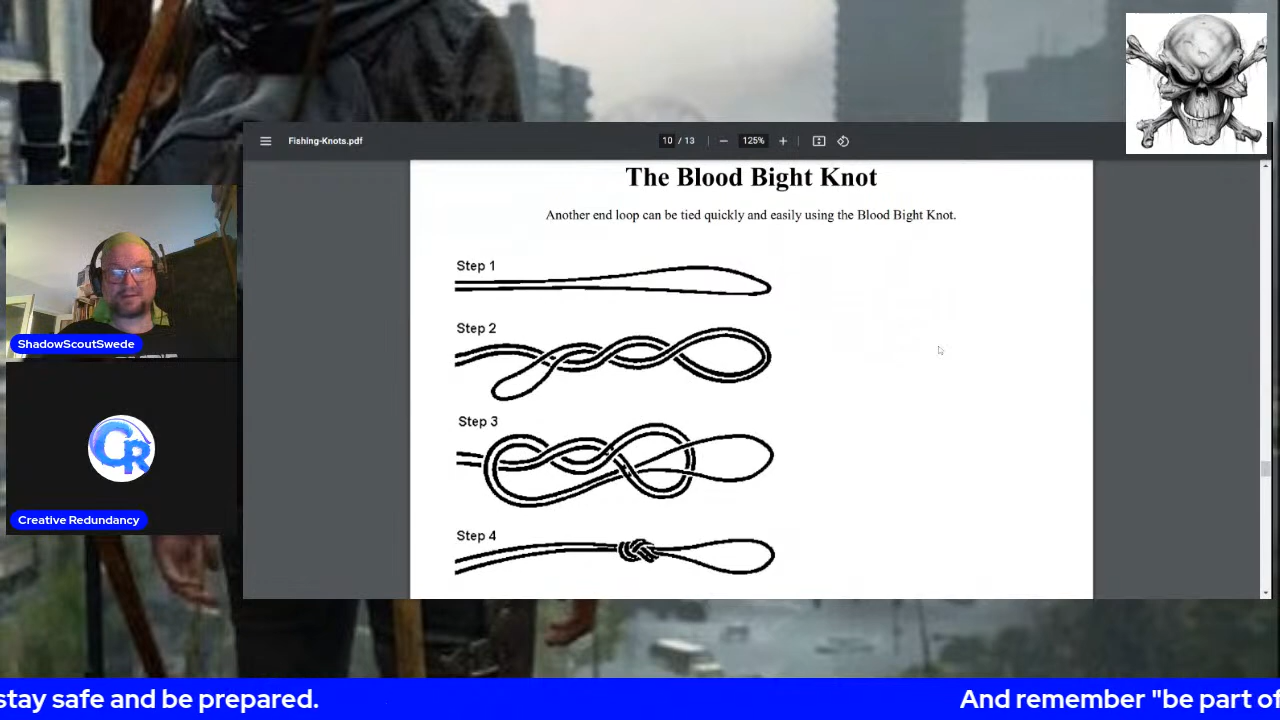 Fishing-Knots.pdf
10 / 13
125%
The Blood Bight Knot
Another end loop can be tied quickly and easily using the Blood Bight Knot.
Step 1
Step 2
Step 3
Step 4
ShadowScoutSwede
CR
Creative Redundancy
stay safe and be prepared.
And remember "be part of